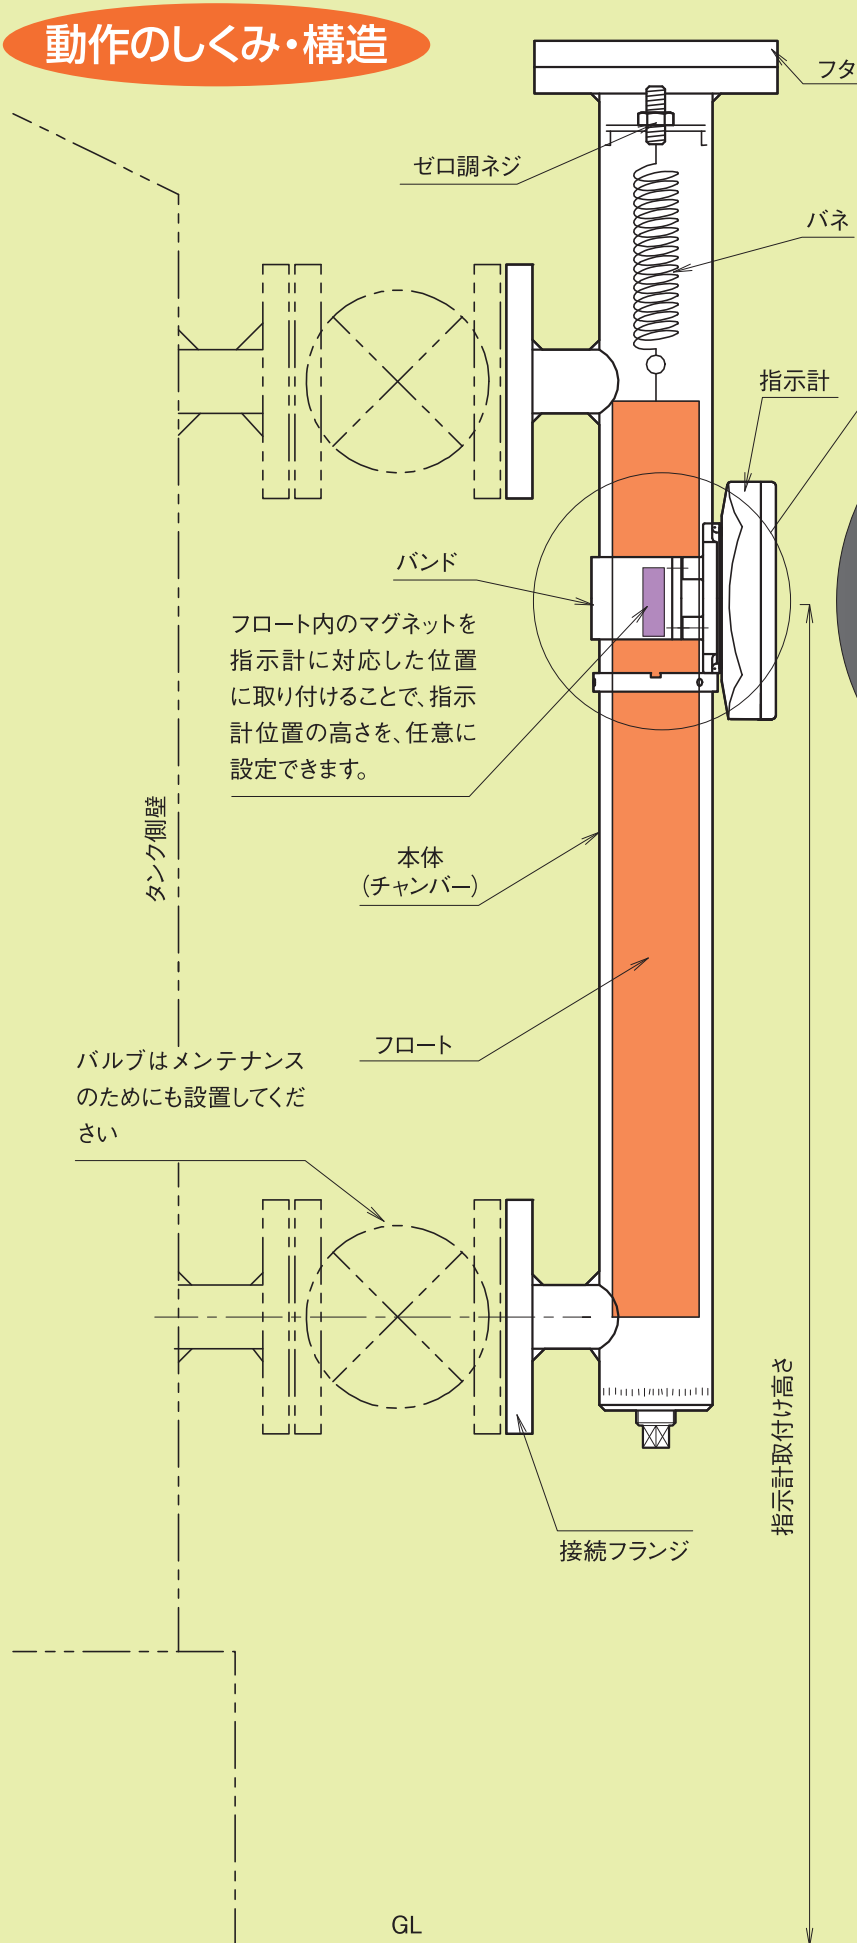 動作のしくみ・構造
フタ
ゼロ調ネジ
バネ
指示計
バンド
フロート内のマグネットを
指示計に対応した位置
に取り付けることで、指示
計位置の高さを、任意に
設定できます。
タンク側壁
本体
(チャンバー)
フロート
バルブはメンテナンス
のためにも設置してくだ
さい
指示計取付け高さ
接続フランジ
GL